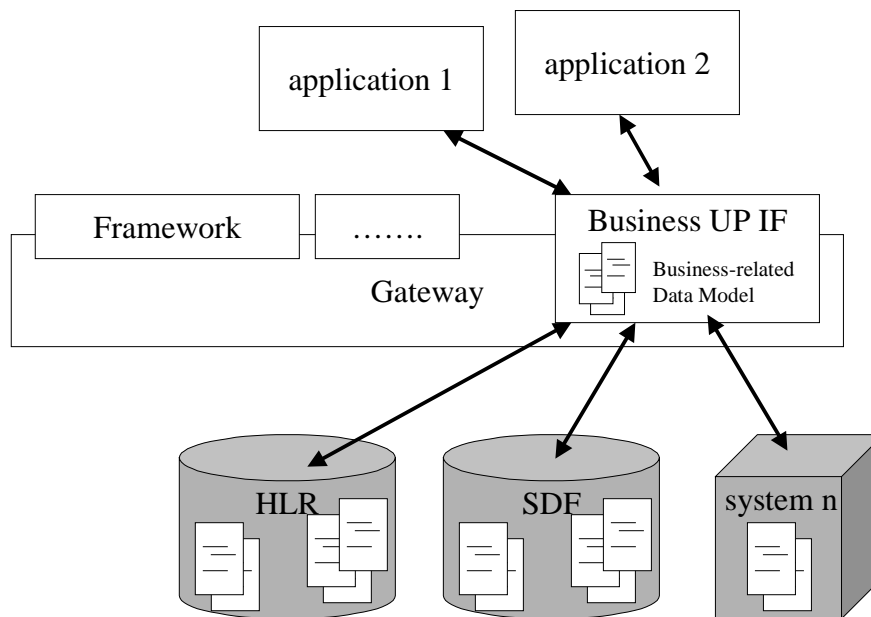 application 1
application 2
Framework
…….
Business UP IF
Business-related
Data Model
Gateway
HLR
SDF
system n